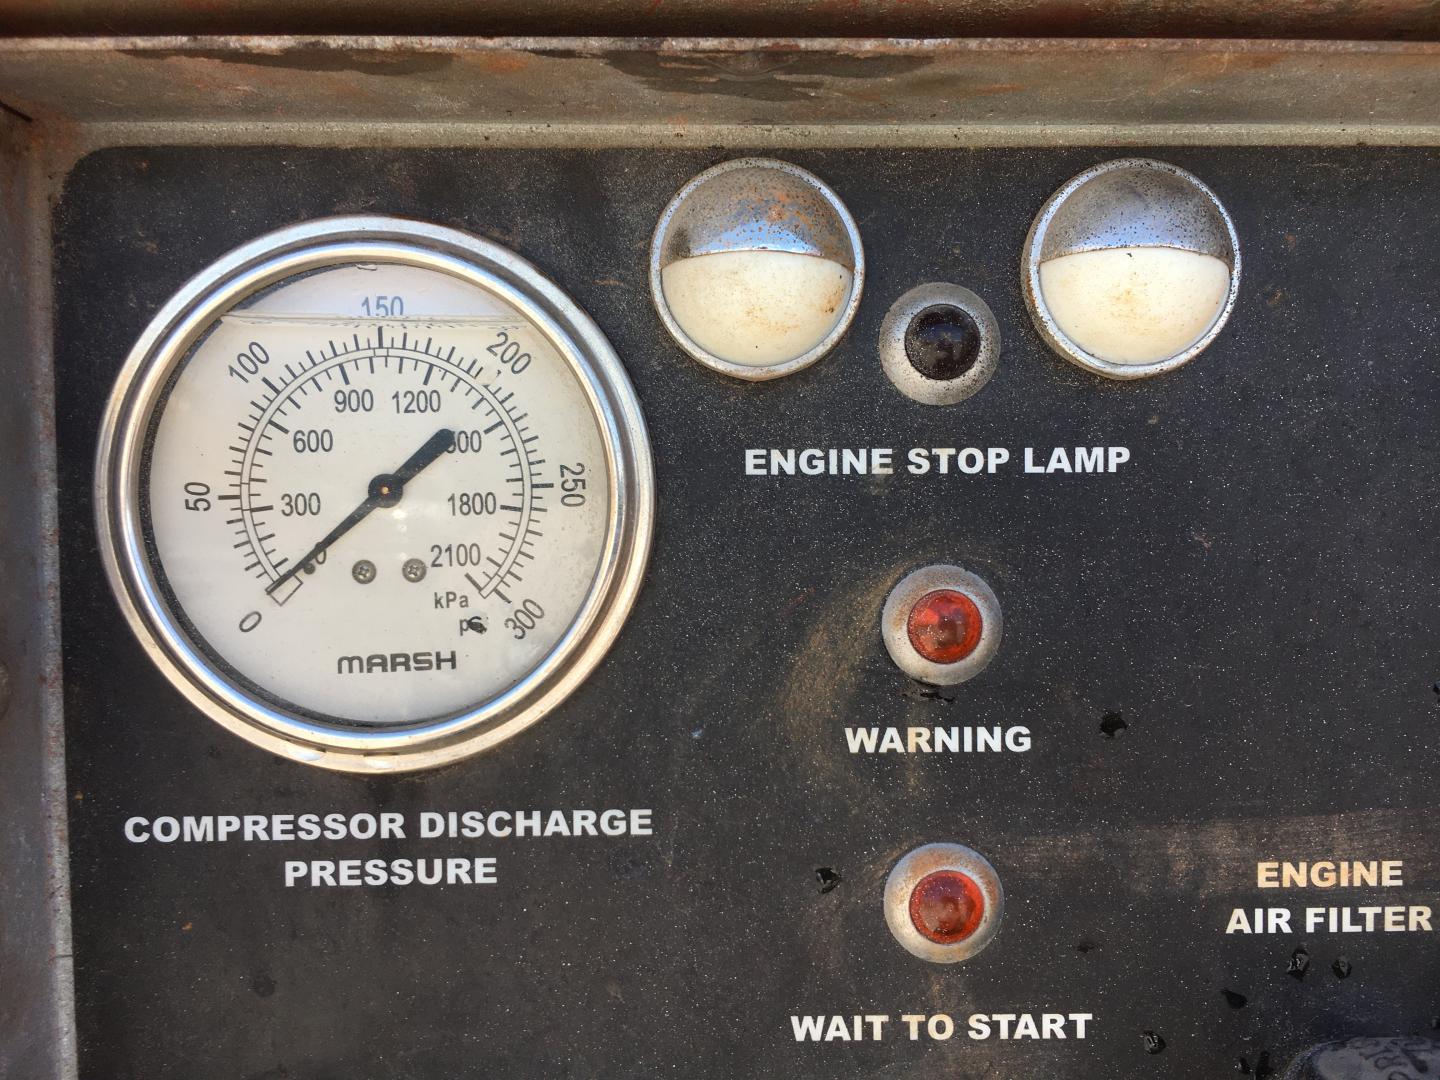 150
100
200
900 1200
600
50
300
1800
250
2100
kPa
0
300
MARSH
COMPRESSOR DISCHARGE
PRESSURE
ENGINE STOP LAMP
WARNING
WAIT TO START
ENGINE
AIR FILTER